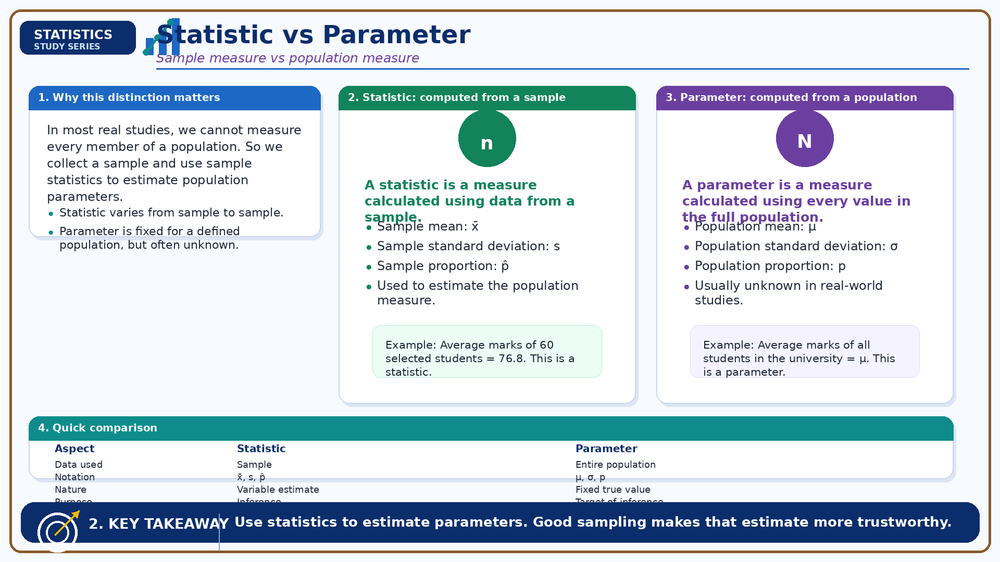 STATISTICS
STUDY SERIES
Statistic vs Parameter
Sample measure vs population measure
1. Why this distinction matters
In most real studies, we cannot measure
every member of a population. So we
collect a sample and use sample
statistics to estimate population
parameters.
• Statistic varies from sample to sample.
• Parameter is fixed for a defined
population, but often unknown.
2. Statistic: computed from a sample
n
A statistic is a measure
calculated using data from a
sample.
• Sample mean: x̄
• Sample standard deviation: s
• Sample proportion: p̂
• Used to estimate the population
measure.
Example: Average marks of 60
selected students = 76.8. This is a
statistic.
3. Parameter: computed from a population
N
A parameter is a measure
calculated using every value in
the full population.
• Population mean: μ
• Population standard deviation: σ
• Population proportion: p
• Usually unknown in real-world
studies.
Example: Average marks of all
students in the university = μ. This
is a parameter.
4. Quick comparison
Aspect Statistic Parameter
Data used Sample Entire population
Notation x̄, s, p̂ μ, σ, p
Nature Variable estimate Fixed true value
Purpose Inference Target of inference
2. KEY TAKEAWAY Use statistics to estimate parameters. Good sampling makes that estimate more trustworthy.